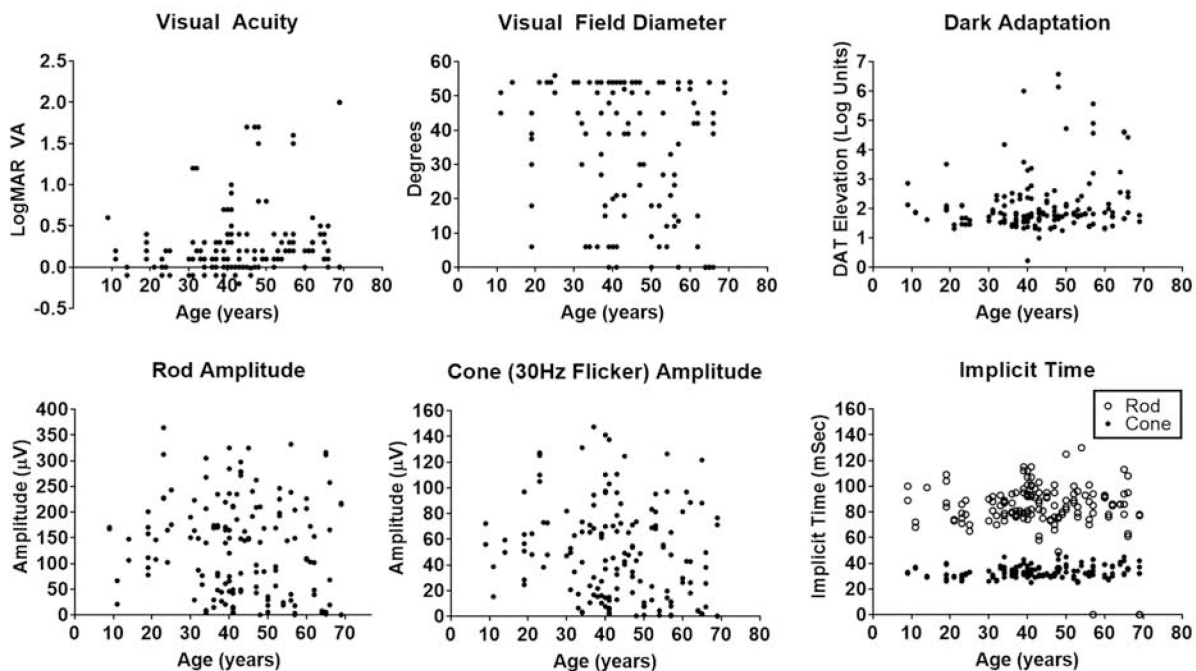 Visual Acuity
2.5
2.0
1.5
1.0
0.5
0.0
-0.5
LogMAR VA
10 20 30 40 50 60 70 80
Age (years)
Visual Field Diameter
60
50
40
30
20
10
0
Degrees
0 10 20 30 40 50 60 70 80
Age (years)
Dark Adaptation
7
6
5
4
3
2
1
0
DAT Elevation (Log Units)
0 10 20 30 40 50 60 70 80
Age (years)
Rod Amplitude
400
350
300
250
200
150
100
50
0
Amplitude (μV)
0 10 20 30 40 50 60 70
Age (years)
Cone (30Hz Flicker) Amplitude
160
140
120
100
80
60
40
20
0
Amplitude (μV)
0 10 20 30 40 50 60 70 80
Age (years)
Implicit Time
Rod
Cone
160
140
120
100
80
60
40
20
0
Implicit Time (mSec)
0 10 20 30 40 50 60 70 80
Age (years)